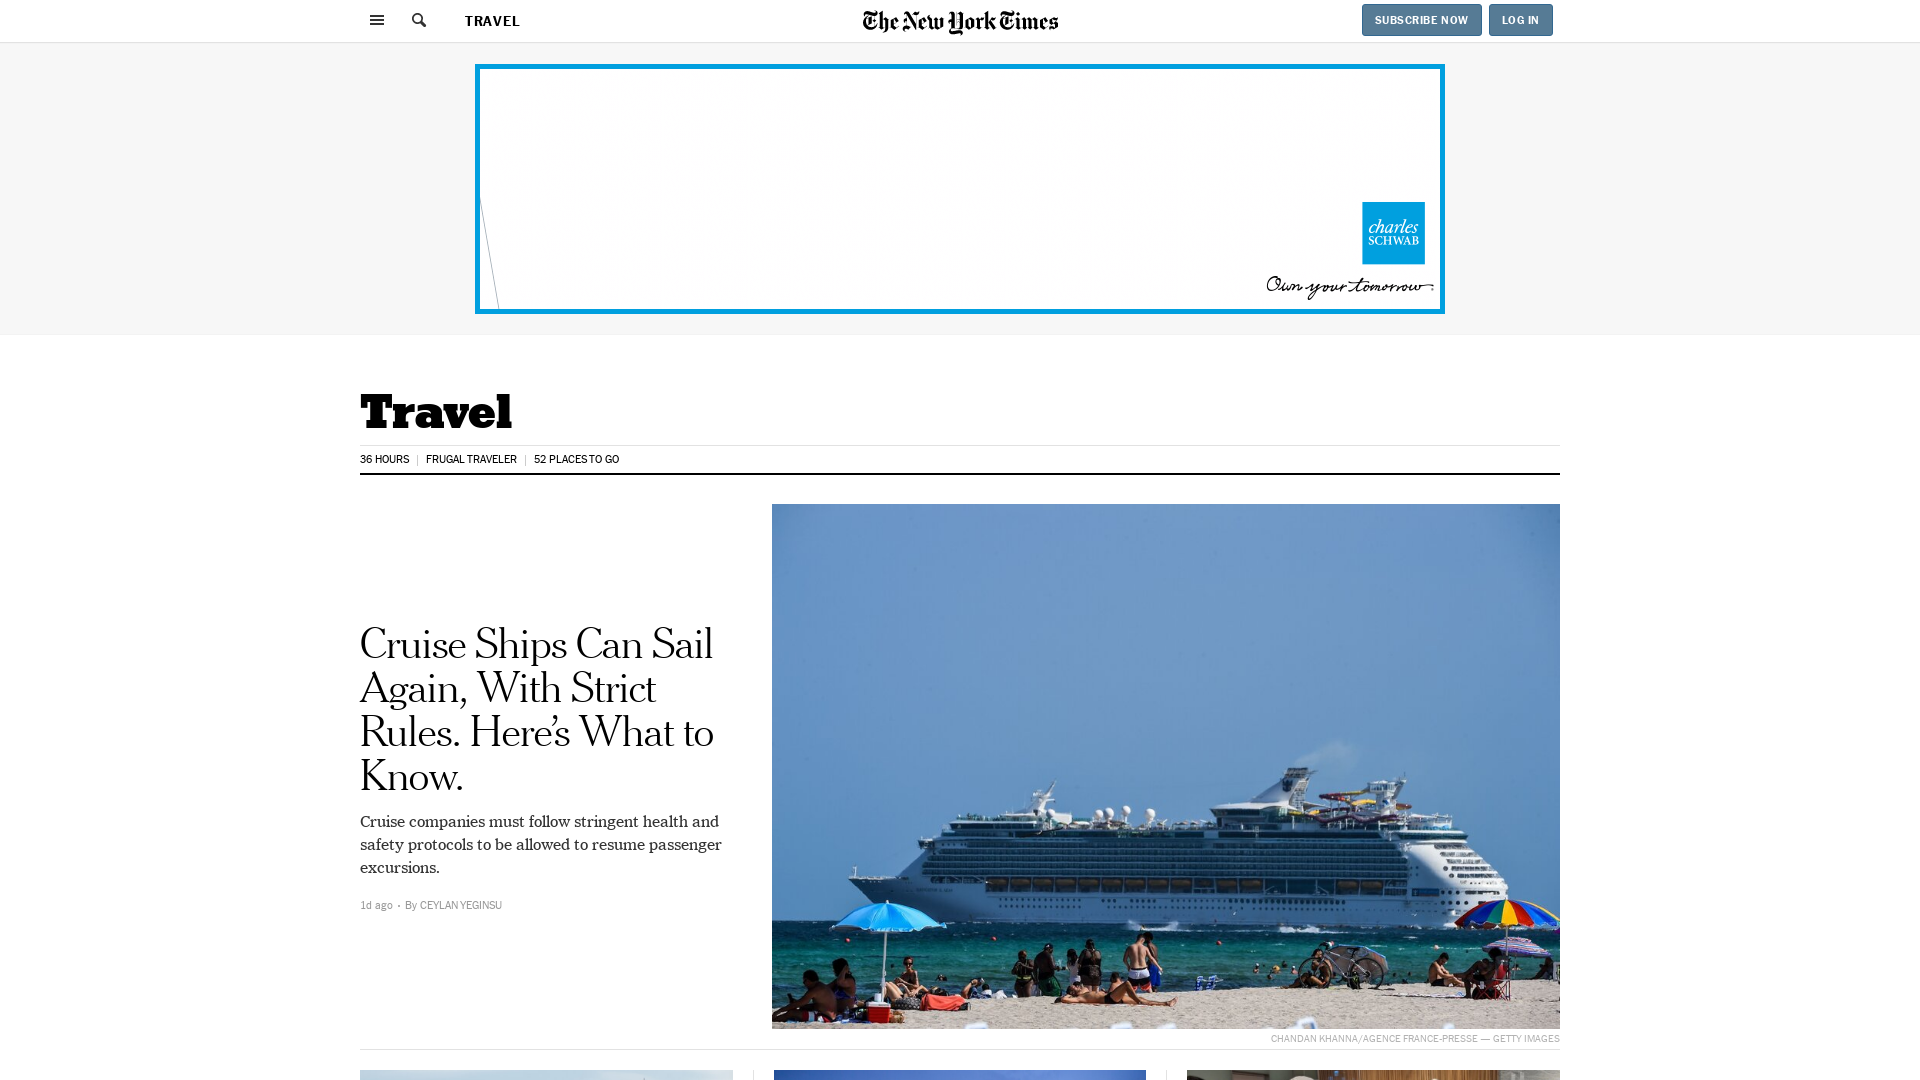 TRAVEL
The New York Times
SUBSCRIBE NOW
LOG IN
charles
SCHWAB
Own your tomorrow.
Travel
36 HOURS
FRUGAL TRAVELER
52 PLACES TO GO
Cruise Ships Can Sail
Again, With Strict
Rules. Here’s What to
Know.
Cruise companies must follow stringent health and
safety protocols to be allowed to resume passenger
excursions.
1d ago • By CEYLAN YEGINSU
CHANDAN KHANNA/AGENCE FRANCE-PRESSE — GETTY IMAGES